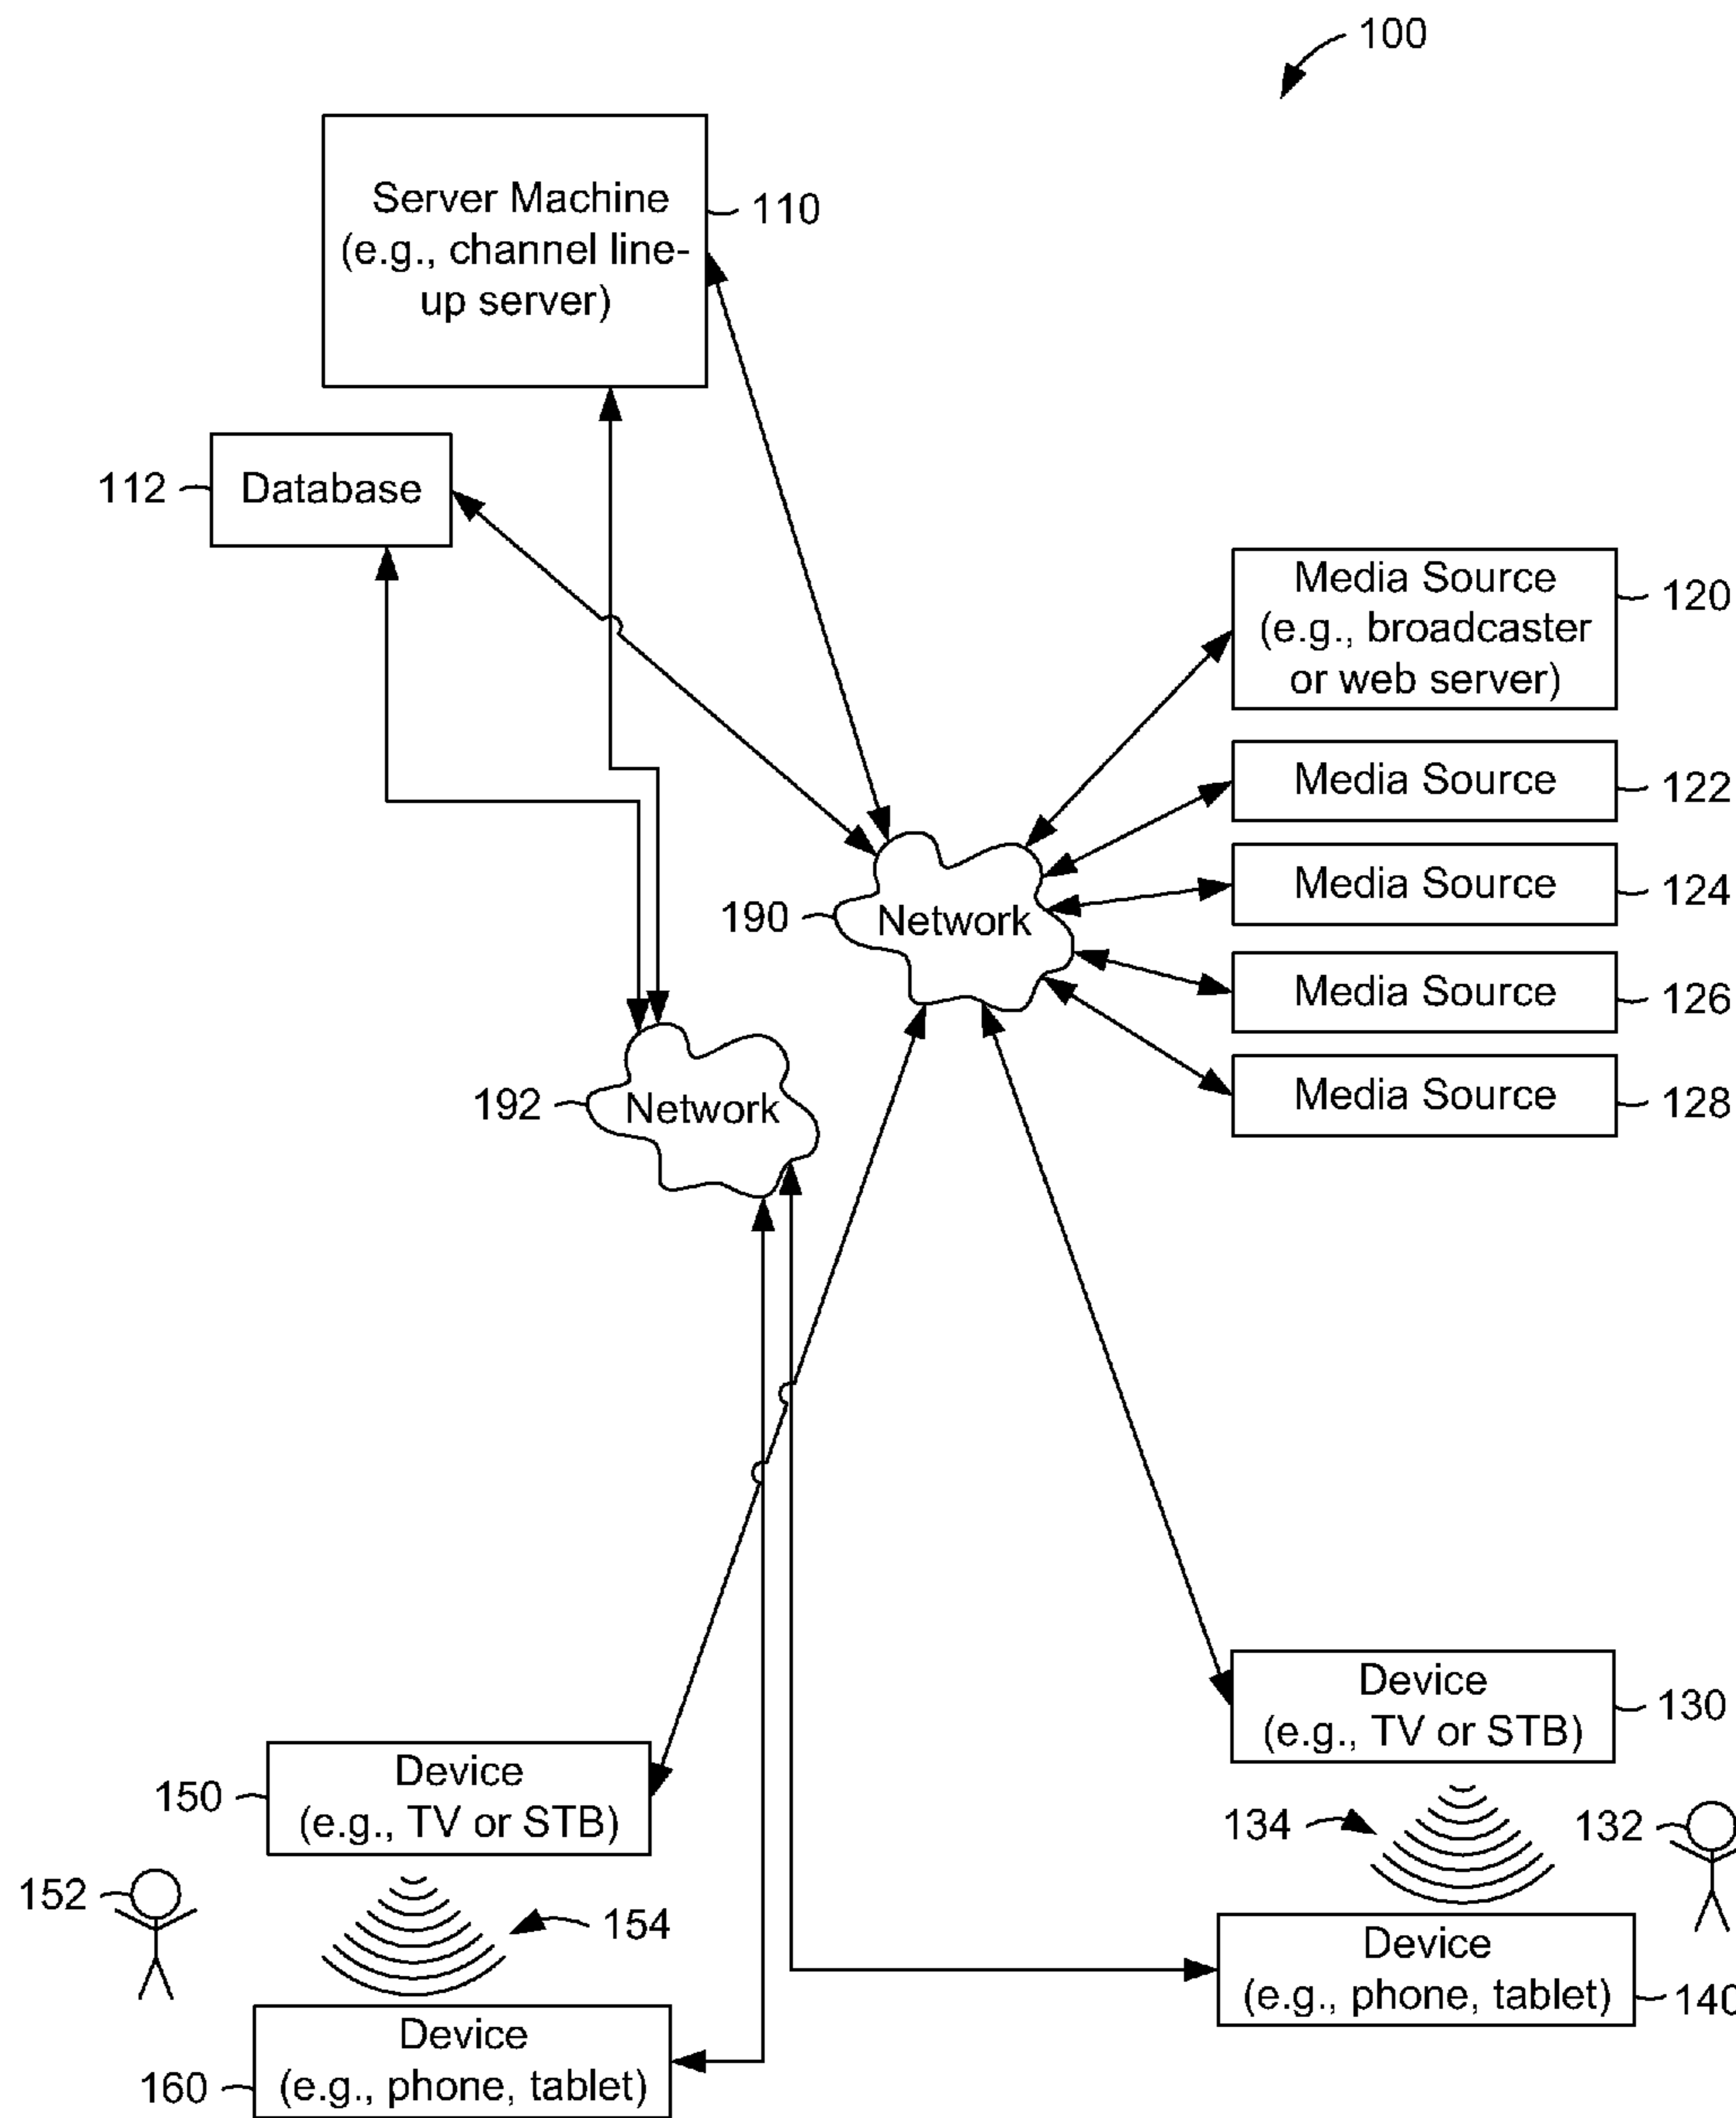 100
Server Machine
(e.g., channel line-
up server)
110
112
Database
Media Source
(e.g., broadcaster
or web server)
120
Media Source
122
Media Source
124
190
Network
Media Source
126
192
Network
Media Source
128
Device
(e.g., TV or STB)
130
150
Device
(e.g., TV or STB)
134
132
152
154
Device
(e.g., phone, tablet)
140
160
Device
(e.g., phone, tablet)